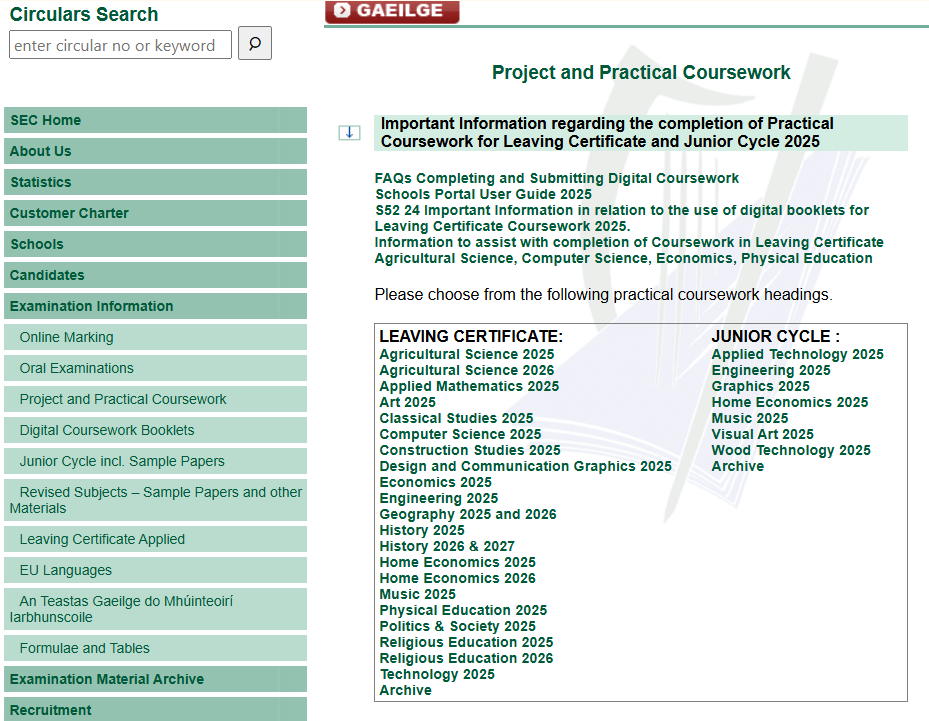 Circulars Search
enter circular no or keyword
SEC Home
About Us
Statistics
Customer Charter
Schools
Candidates
Examination Information
Online Marking
Oral Examinations
Project and Practical Coursework
Digital Coursework Booklets
Junior Cycle incl. Sample Papers
Revised Subjects – Sample Papers and other
Materials
Leaving Certificate Applied
EU Languages
An Teastas Gaeilge do Mhúinteoirí
Iarbhunscoile
Formulae and Tables
Examination Material Archive
Recruitment
GAEILGE
Project and Practical Coursework
Important Information regarding the completion of Practical
Coursework for Leaving Certificate and Junior Cycle 2025
FAQs Completing and Submitting Digital Coursework
Schools Portal User Guide 2025
S52 24 Important Information in relation to the use of digital booklets for
Leaving Certificate Coursework 2025.
Information to assist with completion of Coursework in Leaving Certificate
Agricultural Science, Computer Science, Economics, Physical Education
Please choose from the following practical coursework headings.
LEAVING CERTIFICATE:
Agricultural Science 2025
Agricultural Science 2026
Applied Mathematics 2025
Art 2025
Classical Studies 2025
Computer Science 2025
Construction Studies 2025
Design and Communication Graphics 2025
Economics 2025
Engineering 2025
Geography 2025 and 2026
History 2025
History 2026 & 2027
Home Economics 2025
Home Economics 2026
Music 2025
Physical Education 2025
Politics & Society 2025
Religious Education 2025
Religious Education 2026
Technology 2025
Archive
JUNIOR CYCLE :
Applied Technology 2025
Engineering 2025
Graphics 2025
Home Economics 2025
Music 2025
Visual Art 2025
Wood Technology 2025
Archive